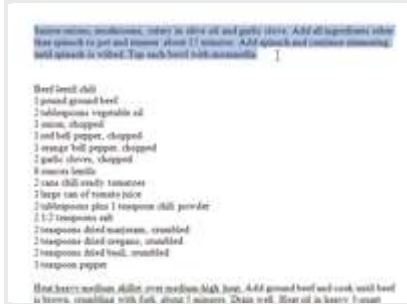 Sautee onions, mushrooms, celery in olive oil and garlic clove. Add all ingredients other
than spinach to pot and simmer about 15 minutes. Add spinach and continue simmering
until spinach is wilted. Top each bowl with mozzarella.
Beef lentil chili
1 pound ground beef
2 tablespoons vegetable oil
1 onion, chopped
1 red bell pepper, chopped
1 orange bell pepper, chopped
2 garlic cloves, chopped
8 ounces lentils
2 cans chili ready tomatoes
1 large can of tomato juice
2 tablespoons plus 1 teaspoon chili powder
2 1/2 teaspoons salt
2 teaspoons dried marjoram, crumbled
2 teaspoons dried oregano, crumbled
2 teaspoons dried basil, crumbled
1 teaspoon pepper
Heat heavy medium skillet over medium-high heat. Add ground beef and cook until beef
is brown, crumbling with fork, about 5 minutes. Drain well. Heat oil in heavy 5-quart